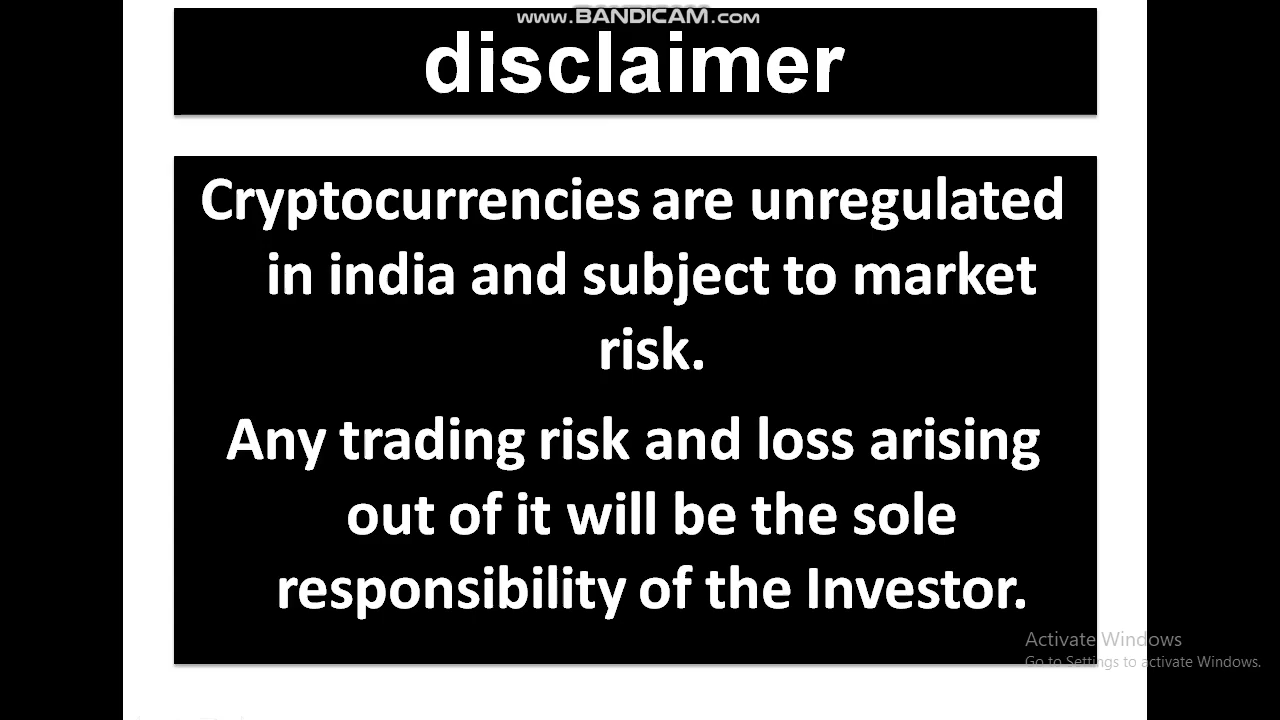 www.BANDICAM.com
disclaimer
Cryptocurrencies are unregulated
in india and subject to market
risk.
Any trading risk and loss arising
out of it will be the sole
responsibility of the Investor.
Activate Windows
Go to Settings to activate Windows.